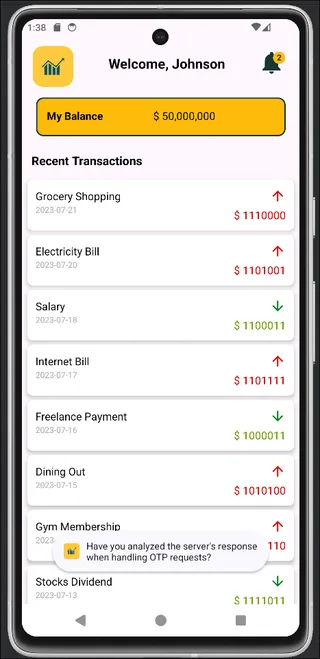 1:38
Welcome, Johnson
2
My Balance $ 50,000,000
Recent Transactions
Grocery Shopping
2023-07-21
$ 1110000
Electricity Bill
2023-07-20
$ 1101001
Salary
2023-07-18
$ 1100011
Internet Bill
2023-07-17
$ 1101111
Freelance Payment
2023-07-16
$ 1000011
Dining Out
2023-07-15
$ 1010100
Gym Membership
2023-
110
Have you analyzed the server's response
when handling OTP requests?
Stocks Dividend
2023-07-13
$ 1111011